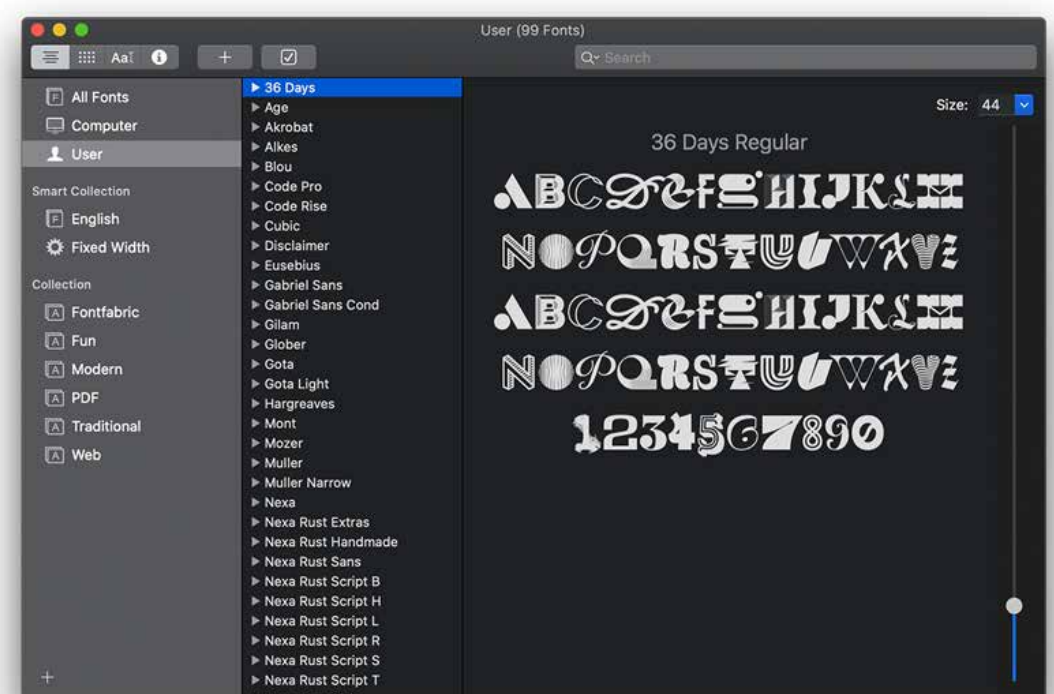 User (99 Fonts)
AaI
Search
All Fonts
Computer
User
Smart Collection
English
Fixed Width
Collection
Fontfabric
Fun
Modern
PDF
Traditional
Web
36 Days
Age
Akrobat
Alkes
Blou
Code Pro
Code Rise
Cubic
Disclaimer
Eusebius
Gabriel Sans
Gabriel Sans Cond
Gilam
Glober
Gota
Gota Light
Hargreaves
Mont
Mozer
Muller
Muller Narrow
Nexa
Nexa Rust Extras
Nexa Rust Handmade
Nexa Rust Sans
Nexa Rust Script B
Nexa Rust Script H
Nexa Rust Script L
Nexa Rust Script R
Nexa Rust Script S
Nexa Rust Script T
Size: 44
36 Days Regular
ABCDEFGHIJKLM
NOPQRSTUVWXYZ
ABCDEFGHIJKLM
NOPQRSTUVWXYZ
1234567890